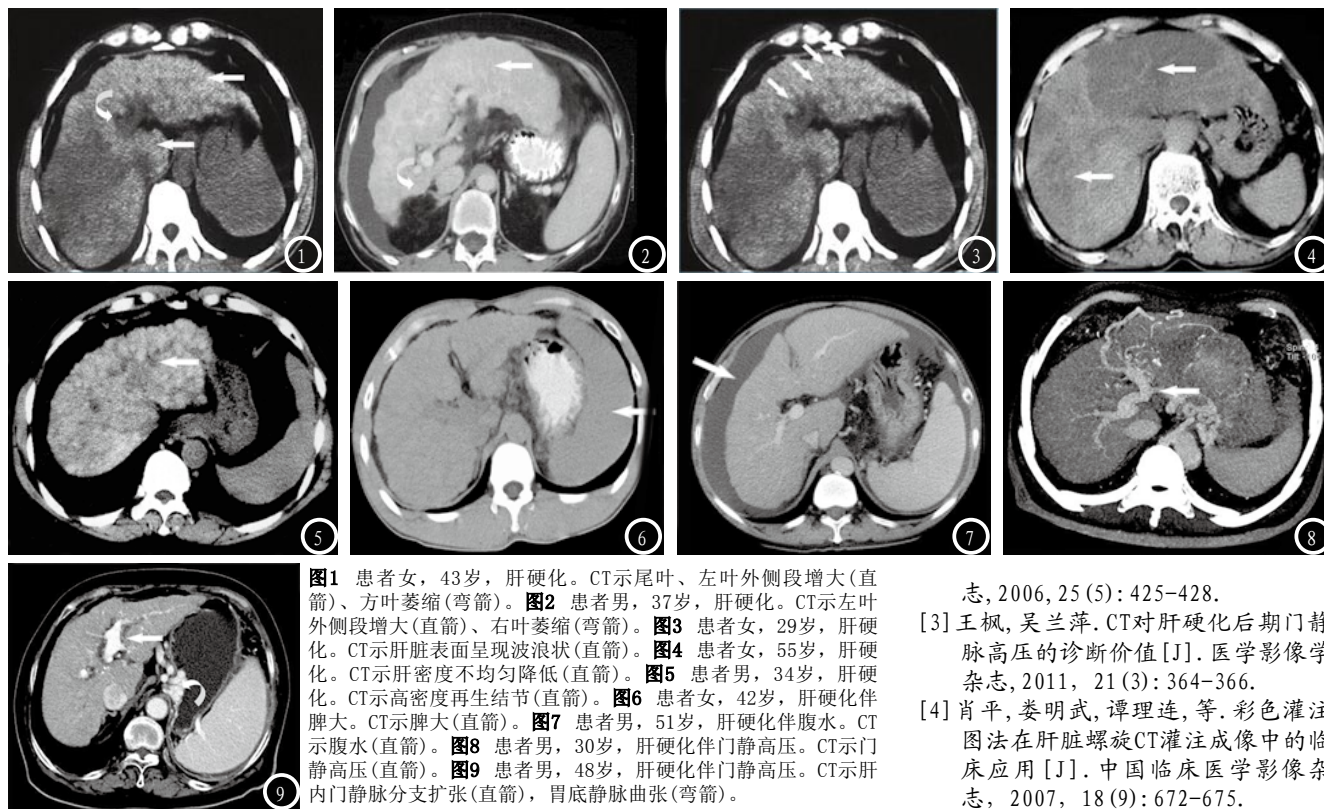 1
2
3
4
5
6
7
8
9
图1 患者女，43岁，肝硬化。CT示尾叶、左叶外侧段增大(直
箭)、方叶萎缩(弯箭)。图2 患者男，37岁，肝硬化。CT示左叶
外侧段增大(直箭)、右叶萎缩(弯箭)。图3 患者女，29岁，肝硬
化。CT示肝脏表面呈现波浪状(直箭)。图4 患者女，55岁，肝硬
化。CT示肝密度不均匀降低(直箭)。图5 患者男，34岁，肝硬
化。CT示高密度再生结节(直箭)。图6 患者女，42岁，肝硬化伴
脾大。CT示脾大(直箭)。图7 患者男，51岁，肝硬化伴腹水。CT
示腹水(直箭)。图8 患者男，30岁，肝硬化伴门静高压。CT示门
静高压(直箭)。图9 患者男，48岁，肝硬化伴门静高压。CT示肝
内门静脉分支扩张(直箭)，胃底静脉曲张(弯箭)。
志,2006,25(5):425-428.
[3]王枫,吴兰萍.CT对肝硬化后期门静
脉高压的诊断价值[J].医学影像学
杂志,2011, 21(3):364-366.
[4]肖平,娄明武,谭理连,等.彩色灌注
图法在肝脏螺旋CT灌注成像中的临
床应用[J].中国临床医学影像杂
志, 2007, 18(9):672-675.